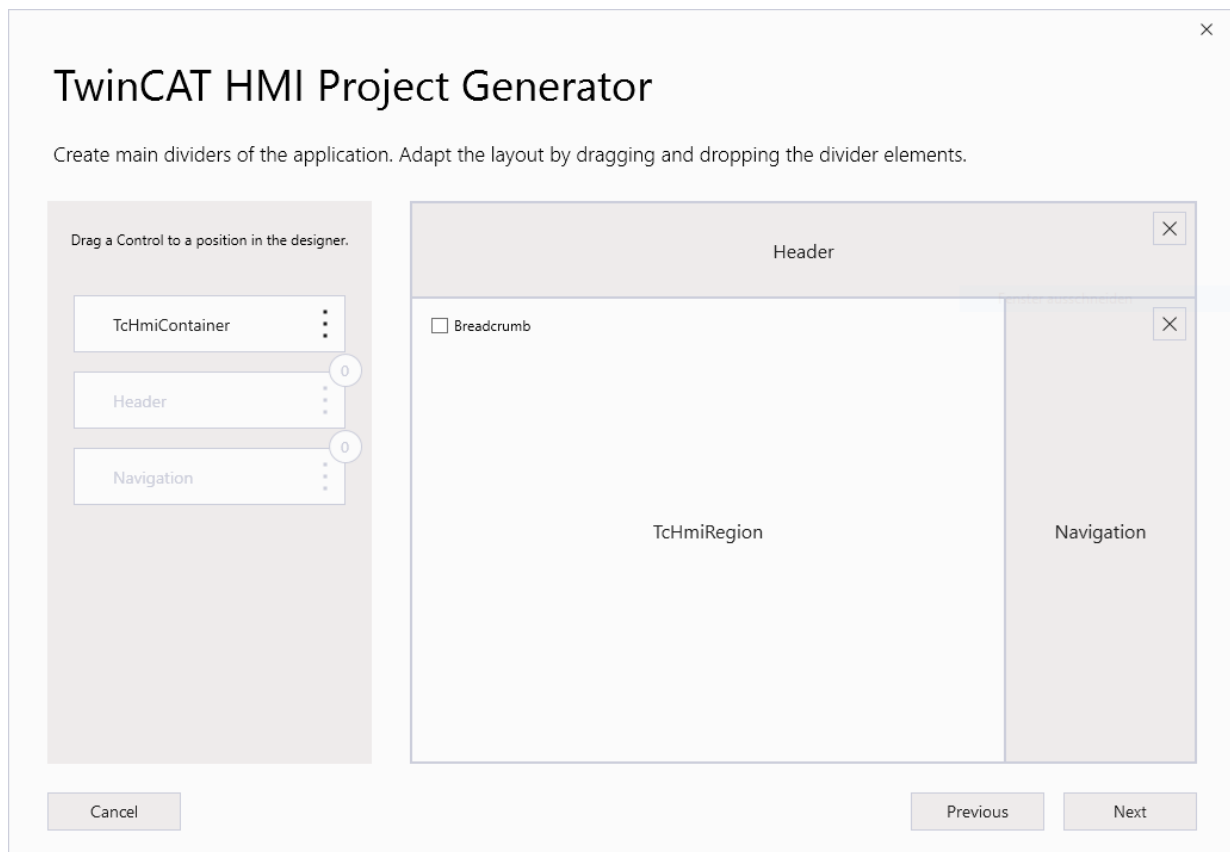 TwinCAT HMI Project Generator
Create main dividers of the application. Adapt the layout by dragging and dropping the divider elements.
Drag a Control to a position in the designer.
TcHmiContainer
0
Header
0
Navigation
Header
Breadcrumb
TcHmiRegion
Navigation
Cancel
Previous
Next